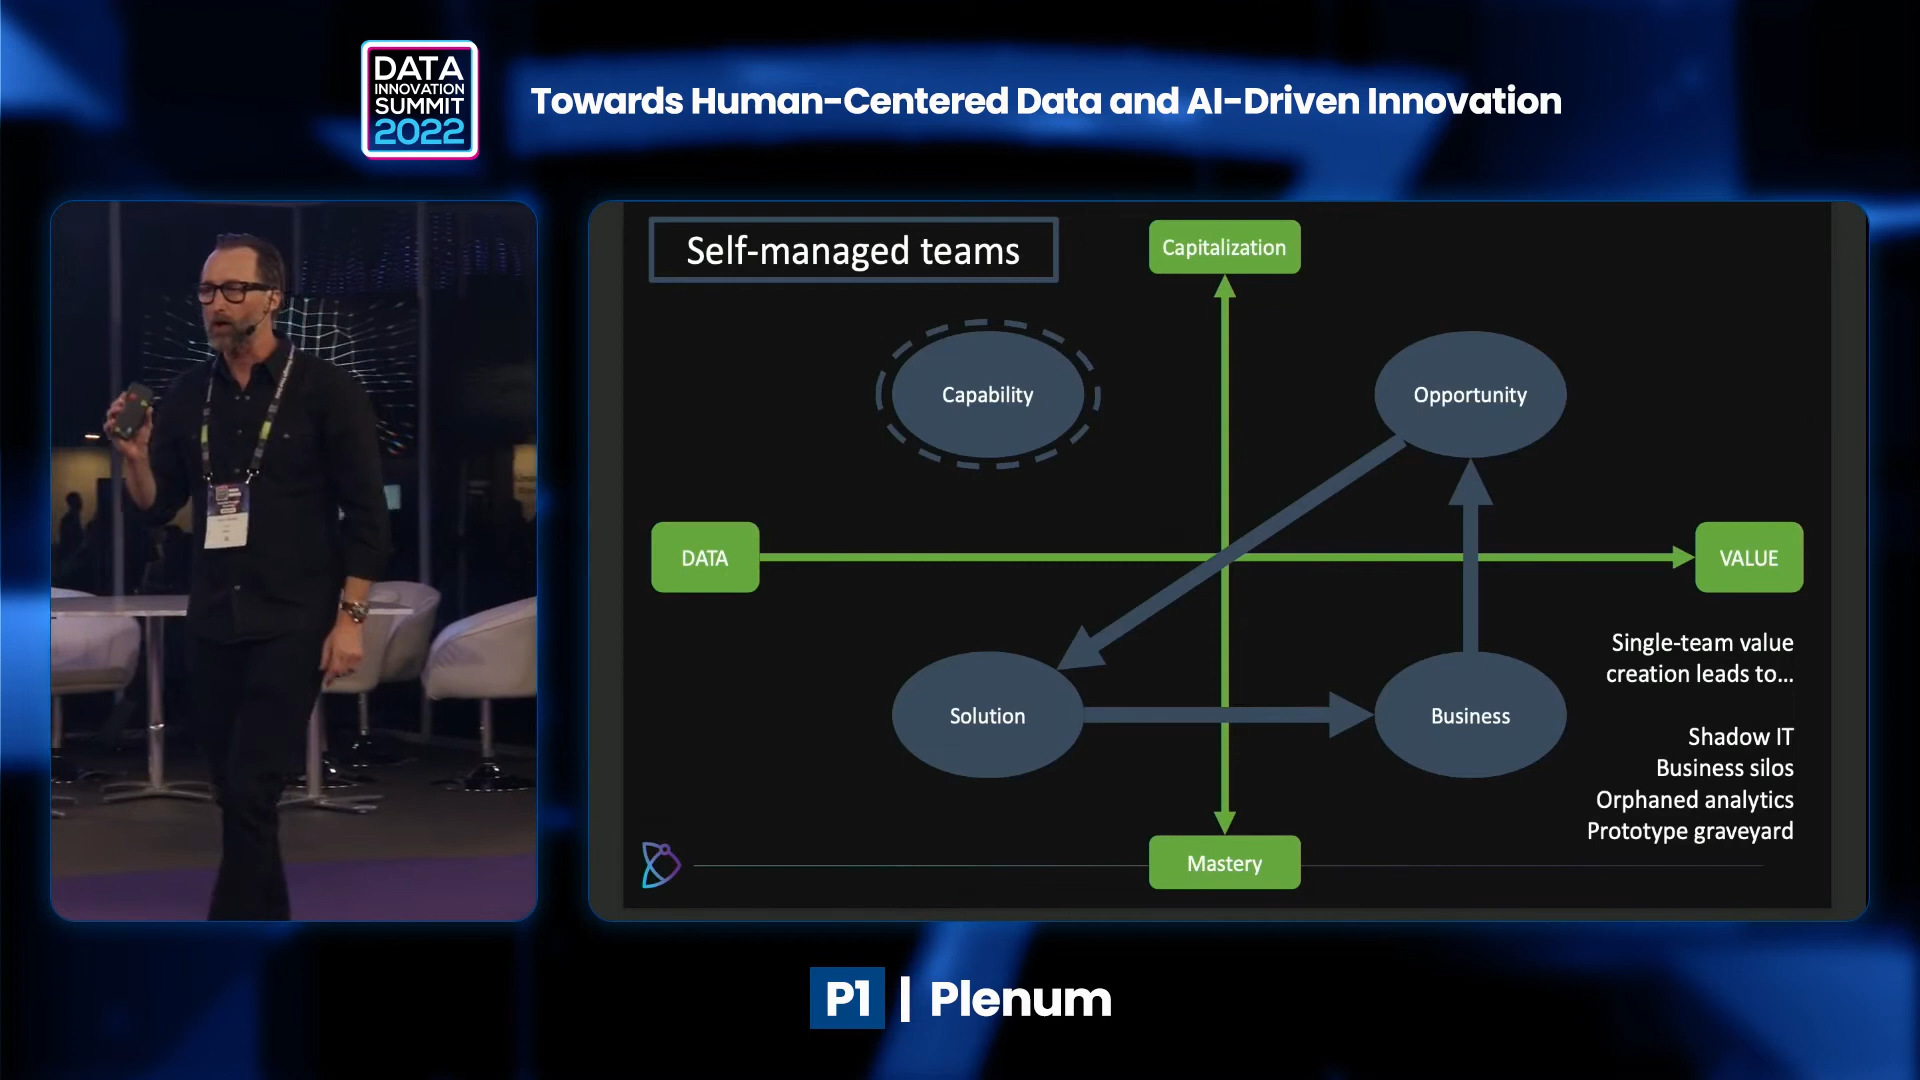 DATA
INNOVATION
SUMMIT
2022
Towards Human-Centered Data and AI-Driven Innovation
Self-managed teams
Capitalization
Capability
Opportunity
DATA
VALUE
Single-team value
creation leads to...
Solution
Business
Shadow IT
Business silos
Orphaned analytics
Prototype graveyard
Mastery
P1 | Plenum